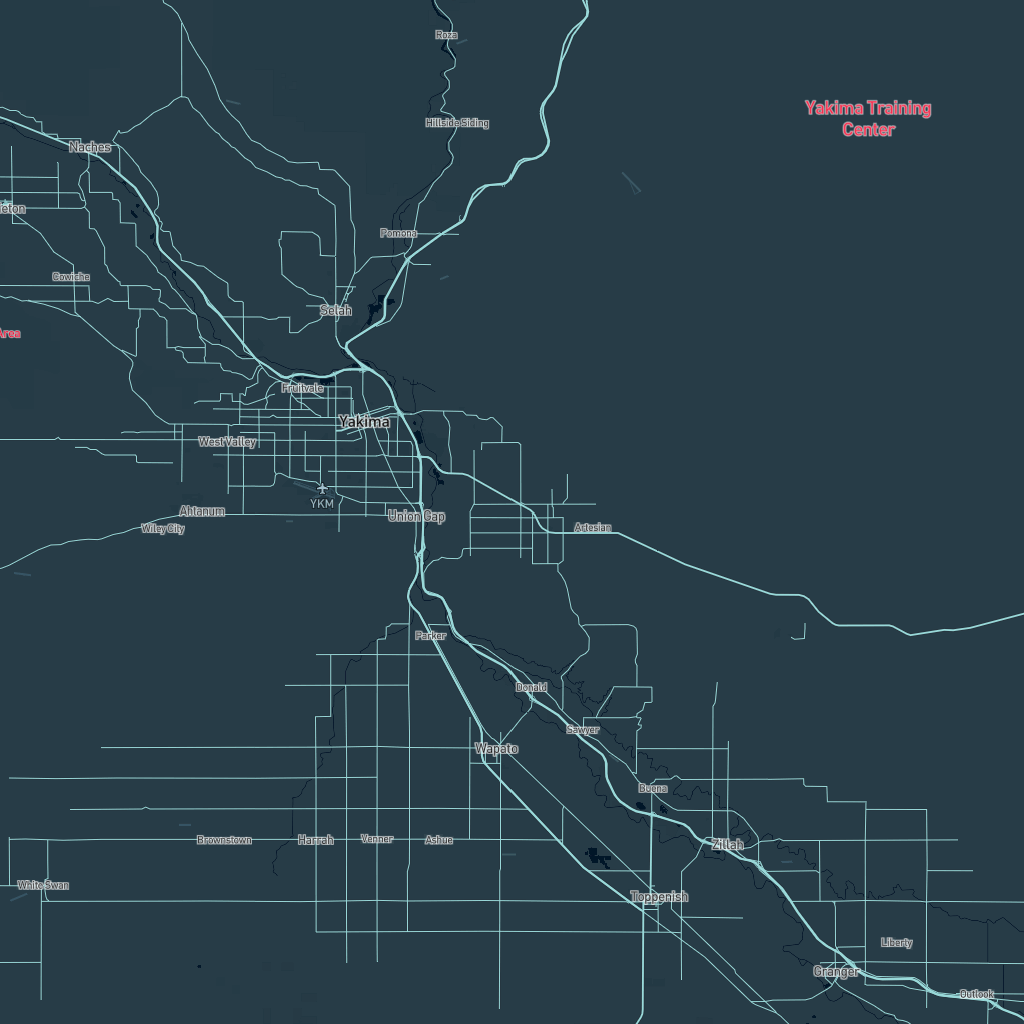 Roza
Yakima Training
Center
Hillside Siding
Naches
ieton
Pomona
Cowiche
Selah
Area
Fruitvale
Yakima
West Valley
YKM
Ahtanum
Union Gap
Wiley City
Artesian
Parker
Donald
Sawyer
Wapato
Buena
Brownstown
Harrah
Venner
Ashue
Zillah
White Swan
Toppenish
Liberty
Granger
Outlook